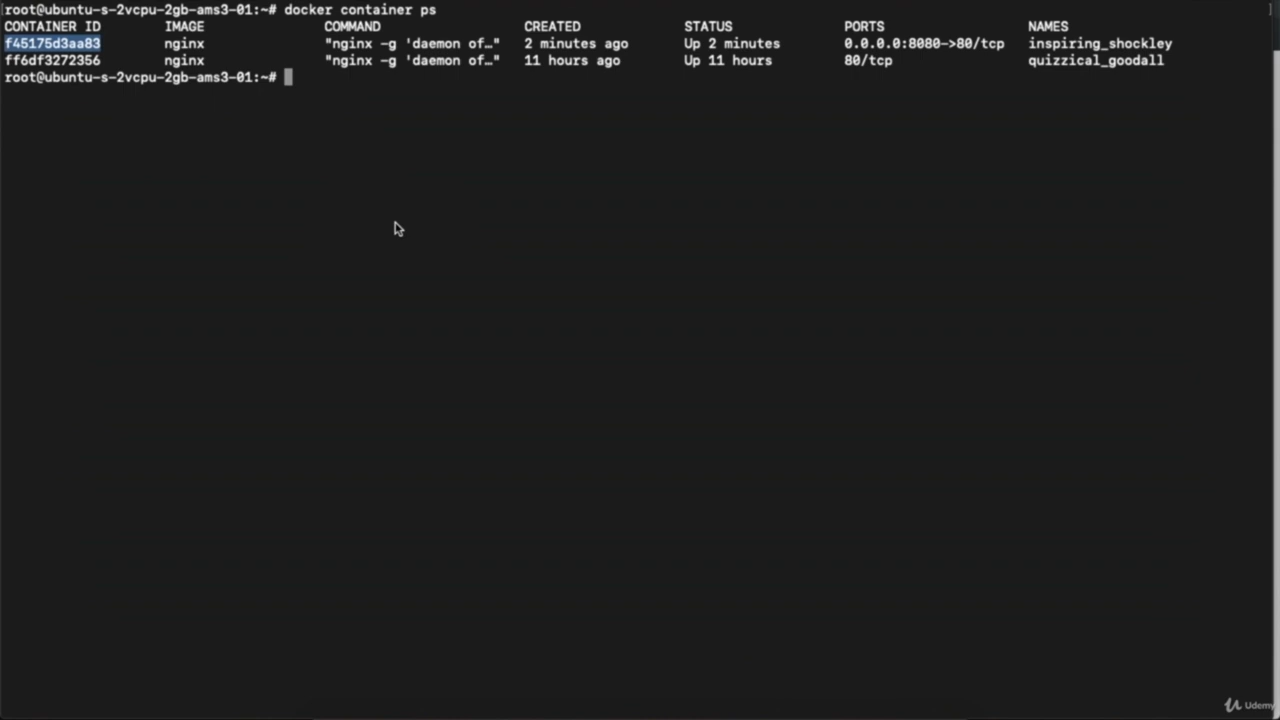 root@ubuntu-s-2vcpu-2gb-ams3-01:~# docker container ps
CONTAINER ID IMAGE COMMAND CREATED STATUS PORTS NAMES
f45175d3aa83 nginx "nginx -g 'daemon of…" 2 minutes ago Up 2 minutes 0.0.0.0:8080->80/tcp inspiring_shockley
ff6df3272356 nginx "nginx -g 'daemon of…" 11 hours ago Up 11 hours 80/tcp quizzical_goodall
root@ubuntu-s-2vcpu-2gb-ams3-01:~#
Udemy